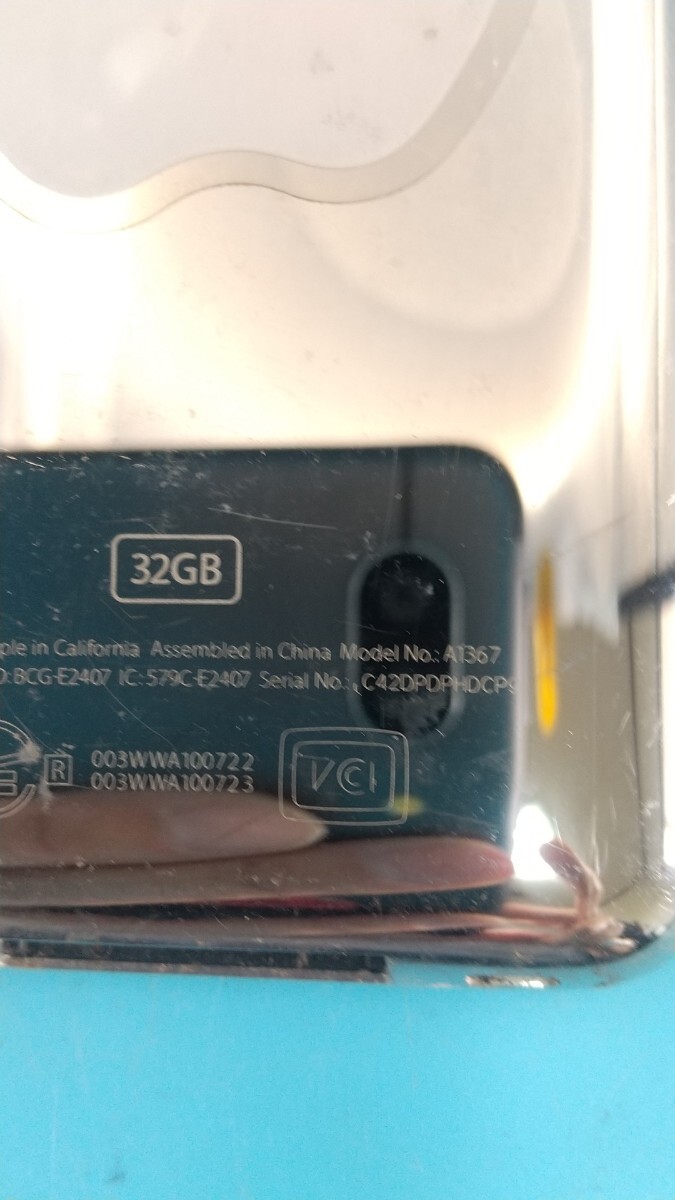 32GB
ple in California Assembled in China Model No.: A1367
D:BCG-E2407 IC:579C-E2407 Serial No.: C42DPDPHDCP9
R 003WWA100722
003WWA100723
VCI